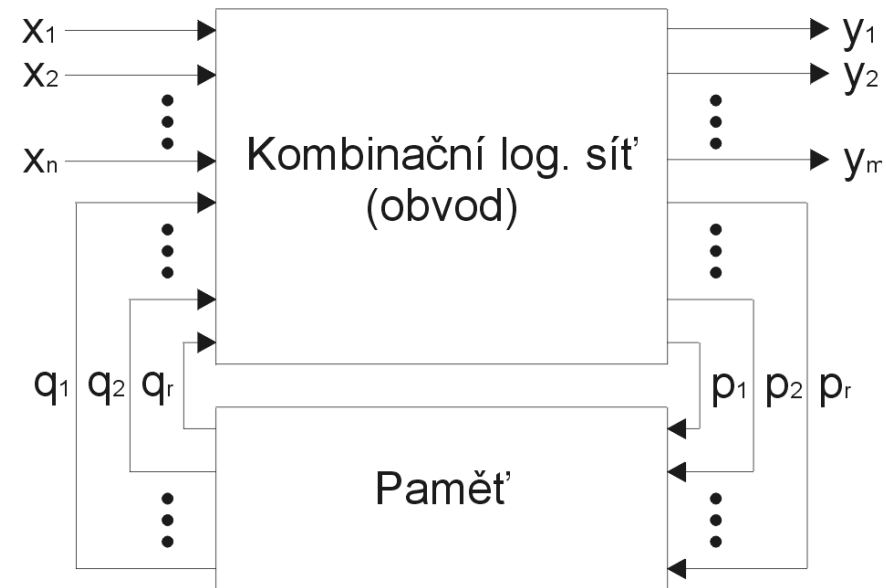 x₁
x₂
xₙ
y₁
y₂
yₘ
Kombinační log. síť
(obvod)
q₁ q₂ qᵣ
p₁ p₂ pᵣ
Paměť